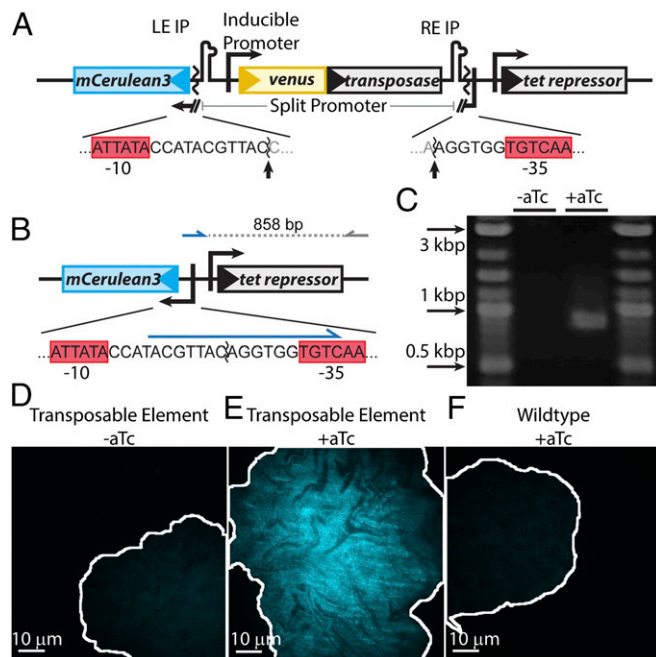 A
LE IP
Inducible
Promoter
RE IP
mCerulean3
venus
transposase
tet repressor
Split Promoter
...ATTATACCATACGTTACC...
...AAGGTGGTGTCAA...
-10
-35
B
858 bp
mCerulean3
tet repressor
...ATTATACCATACGTTACAGGTGGTGTCAA...
-10
-35
C
-aTc
+aTc
3 kbp
1 kbp
0.5 kbp
D
Transposable Element
-aTc
E
Transposable Element
+aTc
F
Wildtype
+aTc
10 μm
10 μm
10 μm